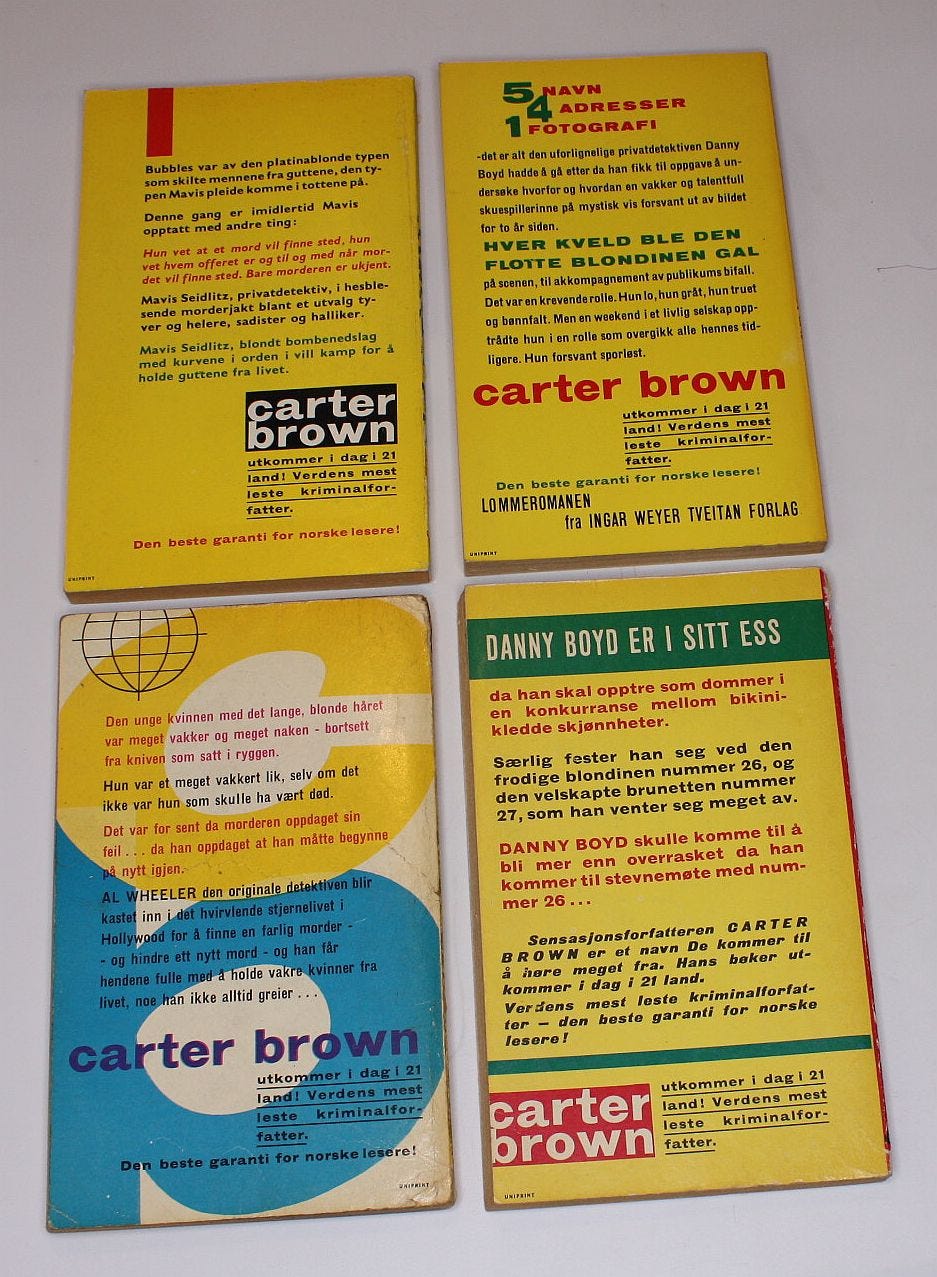 Bubbles var av den platinablonde typen
som skilte mennene fra guttene, den ty-
pen Mavis pleide komme i tottene på.
Denne gang er imidlertid Mavis
opptatt med andre ting:
Hun vet at et mord vil finne sted, hun
vet hvem offeret er og til og med når mor-
det vil finne sted. Bare morderen er ukjent.
Mavis Seidlitz, privatdetektiv, i hesble-
sende morderjakt blant et utvalg ty-
ver og helere, sadister og halliker.
Mavis Seidlitz, blondt bombenedslag
med kurvene i orden i vill kamp for å
holde guttene fra livet.
carter
brown
utkommer i dag i 21
land! Verdens mest
leste kriminalfor-
fatter.
Den beste garanti for norske lesere!
UNIPRINT
5 NAVN
4 ADRESSER
1 FOTOGRAFI
-det er alt den uforlignelige privatdetektiven Danny
Boyd hadde å gå etter da han fikk til oppgave å un-
dersøke hvorfor og hvordan en vakker og talentfull
skuespillerinne på mystisk vis forsvant ut av bildet
for to år siden.
HVER KVELD BLE DEN
FLOTTE BLONDINEN GAL
på scenen, til akkompagnement av publikums bifall.
Det var en krevende rolle. Hun lo, hun gråt, hun truet
og bønnfalt. Men en weekend i et livlig selskap opp-
trådte hun i en rolle som overgikk alle hennes tid-
ligere. Hun forsvant sporløst.
carter brown
utkommer i dag i 21
land! Verdens mest
leste kriminalfor-
fatter.
Den beste garanti for norske lesere!
LOMMEROMANEN
fra INGAR WEYER TVEITAN FORLAG
UNIPRINT
Den unge kvinnen med det lange, blonde håret
var meget vakker og meget naken - bortsett
fra kniven som satt i ryggen.
Hun var et meget vakkert lik, selv om det
ikke var hun som skulle ha vært død.
Det var for sent da morderen oppdaget sin
feil... da han oppdaget at han måtte begynne
på nytt igjen.
AL WHEELER den originale detektiven blir
kastet inn i det hvirvlende stjernelivet i
Hollywood for å finne en farlig morder -
- og hindre ett nytt mord - og han får
hendene fulle med å holde vakre kvinner fra
livet, noe han ikke alltid greier...
carter brown
utkommer i dag i 21
land! Verdens mest
leste kriminalfor-
fatter.
Den beste garanti for norske lesere!
UNIPRINT
DANNY BOYD ER I SITT ESS
da han skal opptre som dommer i
en konkurranse mellom bikini-
kledde skjønnheter.
Særlig fester han seg ved den
frodige blondinen nummer 26, og
den velskapte brunetten nummer
27, som han venter seg meget av.
DANNY BOYD skulle komme til å
bli mer enn overrasket da han
kommer til stevnemøte med num-
mer 26...
Sensasjonsforfatteren CARTER
BROWN er et navn De kommer til
å høre meget fra. Hans bøker ut-
kommer i dag i 21 land.
Verdens mest leste kriminalforfat-
ter – den beste garanti for norske
lesere!
carter
brown
utkommer i dag i 21
land! Verdens mest
leste kriminalfor-
fatter.
UNIPRINT